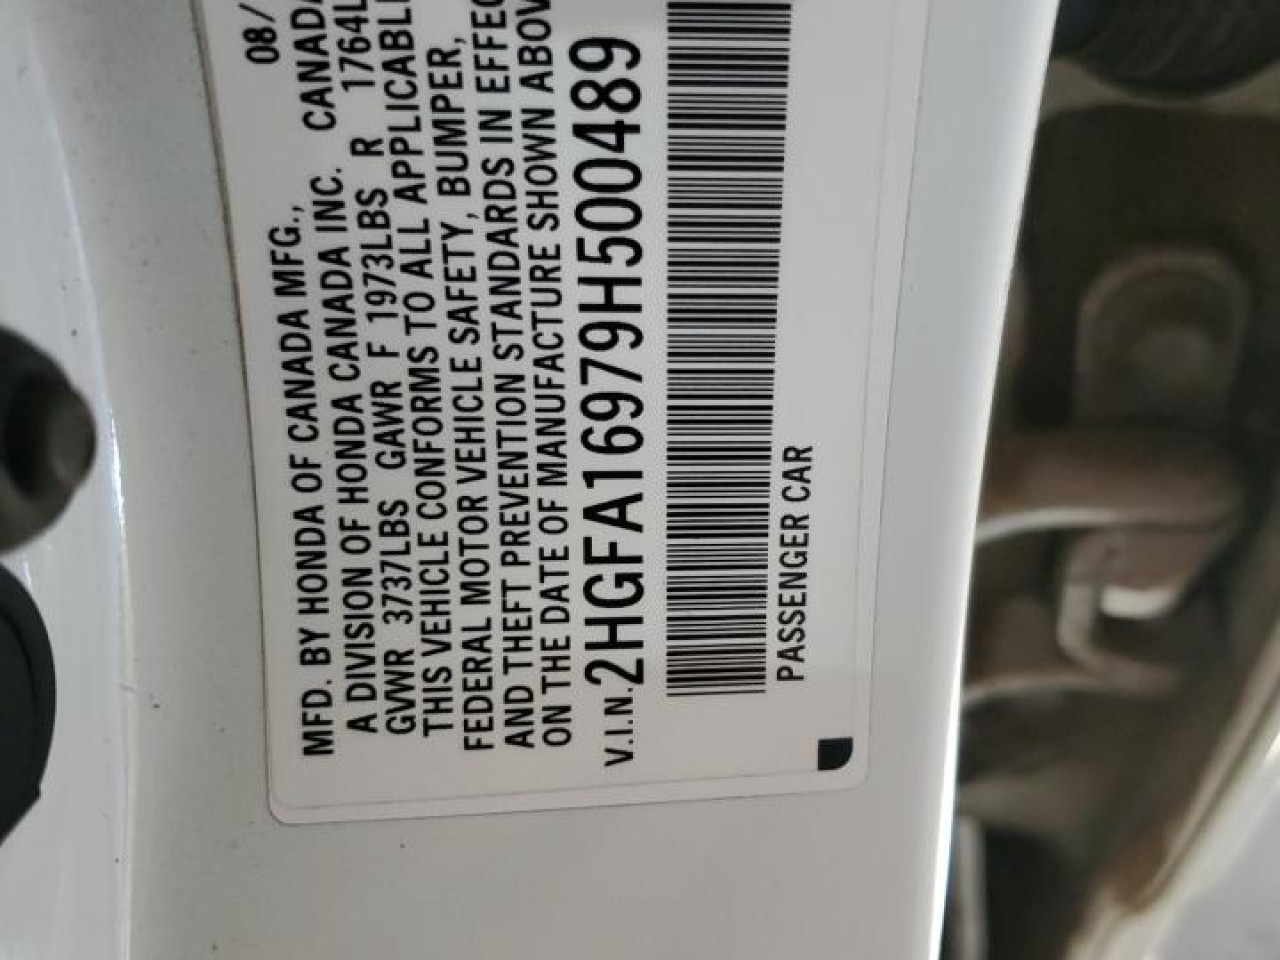 MFD. BY HONDA OF CANADA MFG., 08/
A DIVISION OF HONDA CANADA INC. CANADA
GVWR 3737LBS GAWR F 1973LBS R 1764L
THIS VEHICLE CONFORMS TO ALL APPLICABL
FEDERAL MOTOR VEHICLE SAFETY, BUMPER,
AND THEFT PREVENTION STANDARDS IN EFFEC
ON THE DATE OF MANUFACTURE SHOWN ABOV
V.I.N. 2HGFA16979H500489
PASSENGER CAR